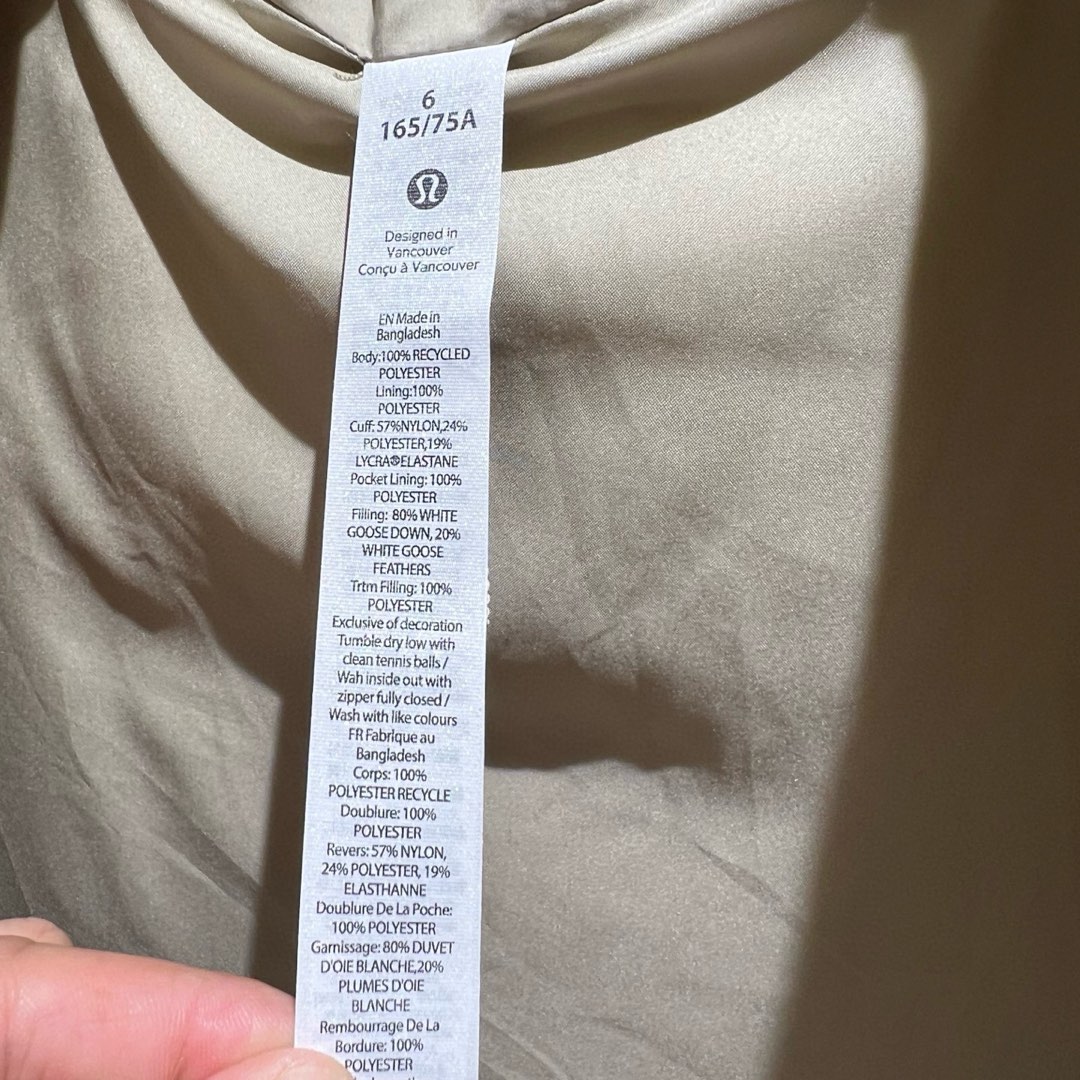 6
165/75A
Designed in
Vancouver
Conçu à Vancouver
EN Made in
Bangladesh
Body:100% RECYCLED
POLYESTER
Lining:100%
POLYESTER
Cuff: 57%NYLON,24%
POLYESTER,19%
LYCRA®ELASTANE
Pocket Lining: 100%
POLYESTER
Filling: 80% WHITE
GOOSE DOWN, 20%
WHITE GOOSE
FEATHERS
Trtm Filling: 100%
POLYESTER
Exclusive of decoration
Tumble dry low with
clean tennis balls /
Wah inside out with
zipper fully closed /
Wash with like colours
FR Fabrique au
Bangladesh
Corps: 100%
POLYESTER RECYCLE
Doublure: 100%
POLYESTER
Revers: 57% NYLON,
24% POLYESTER, 19%
ELASTHANNE
Doublure De La Poche:
100% POLYESTER
Garnissage: 80% DUVET
D'OIE BLANCHE,20%
PLUMES D'OIE
BLANCHE
Rembourrage De La
Bordure: 100%
POLYESTER